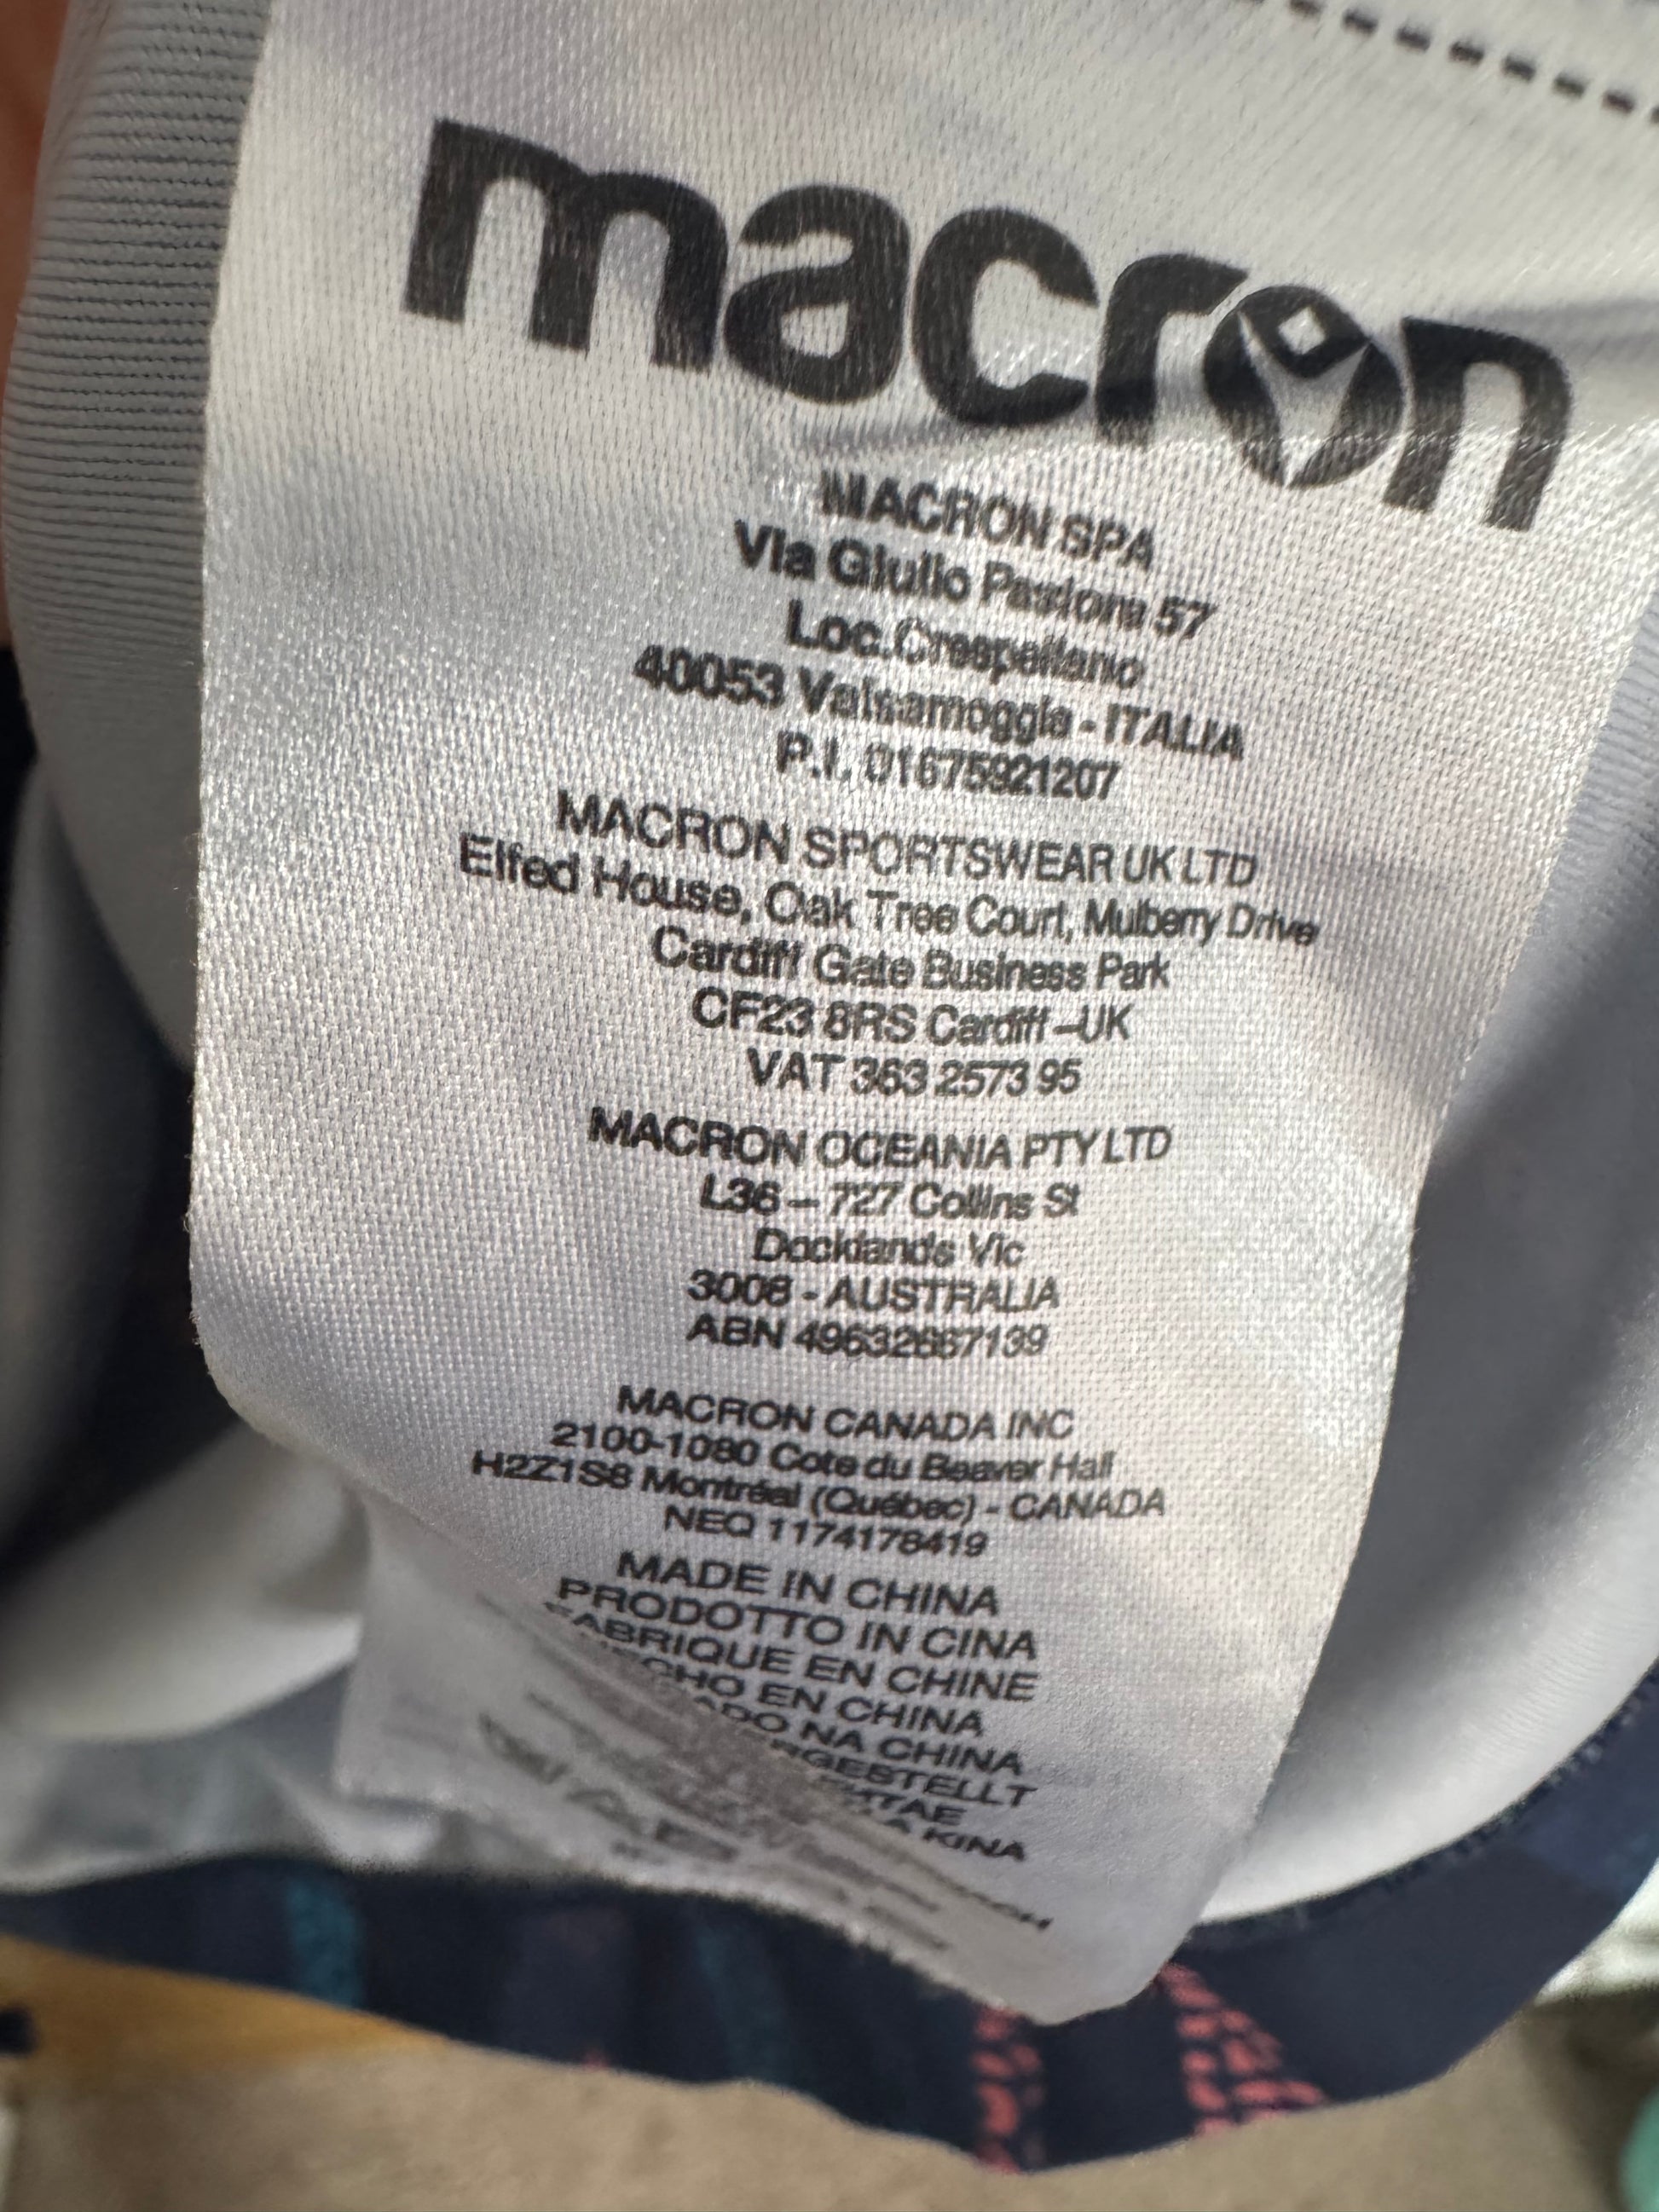 macron
MACRON SPA
Via Giulio Pastore 57
Loc.Crespellano
40053 Valsamoggia - ITALIA
P.I. 01675921207
MACRON SPORTSWEAR UK LTD
Elfed House, Oak Tree Court, Mulberry Drive
Cardiff Gate Business Park
CF23 8RS Cardiff –UK
VAT 363 2573 95
MACRON OCEANIA PTY LTD
L36 – 727 Collins St
Docklands Vic
3008 - AUSTRALIA
ABN 49632667139
MACRON CANADA INC
2100-1080 Cote du Beaver Hall
H2Z1S8 Montréal (Québec) - CANADA
NEQ 1174178419
MADE IN CHINA
PRODOTTO IN CINA
FABRIQUE EN CHINE
EN CHINA
NA CHINA
KINA